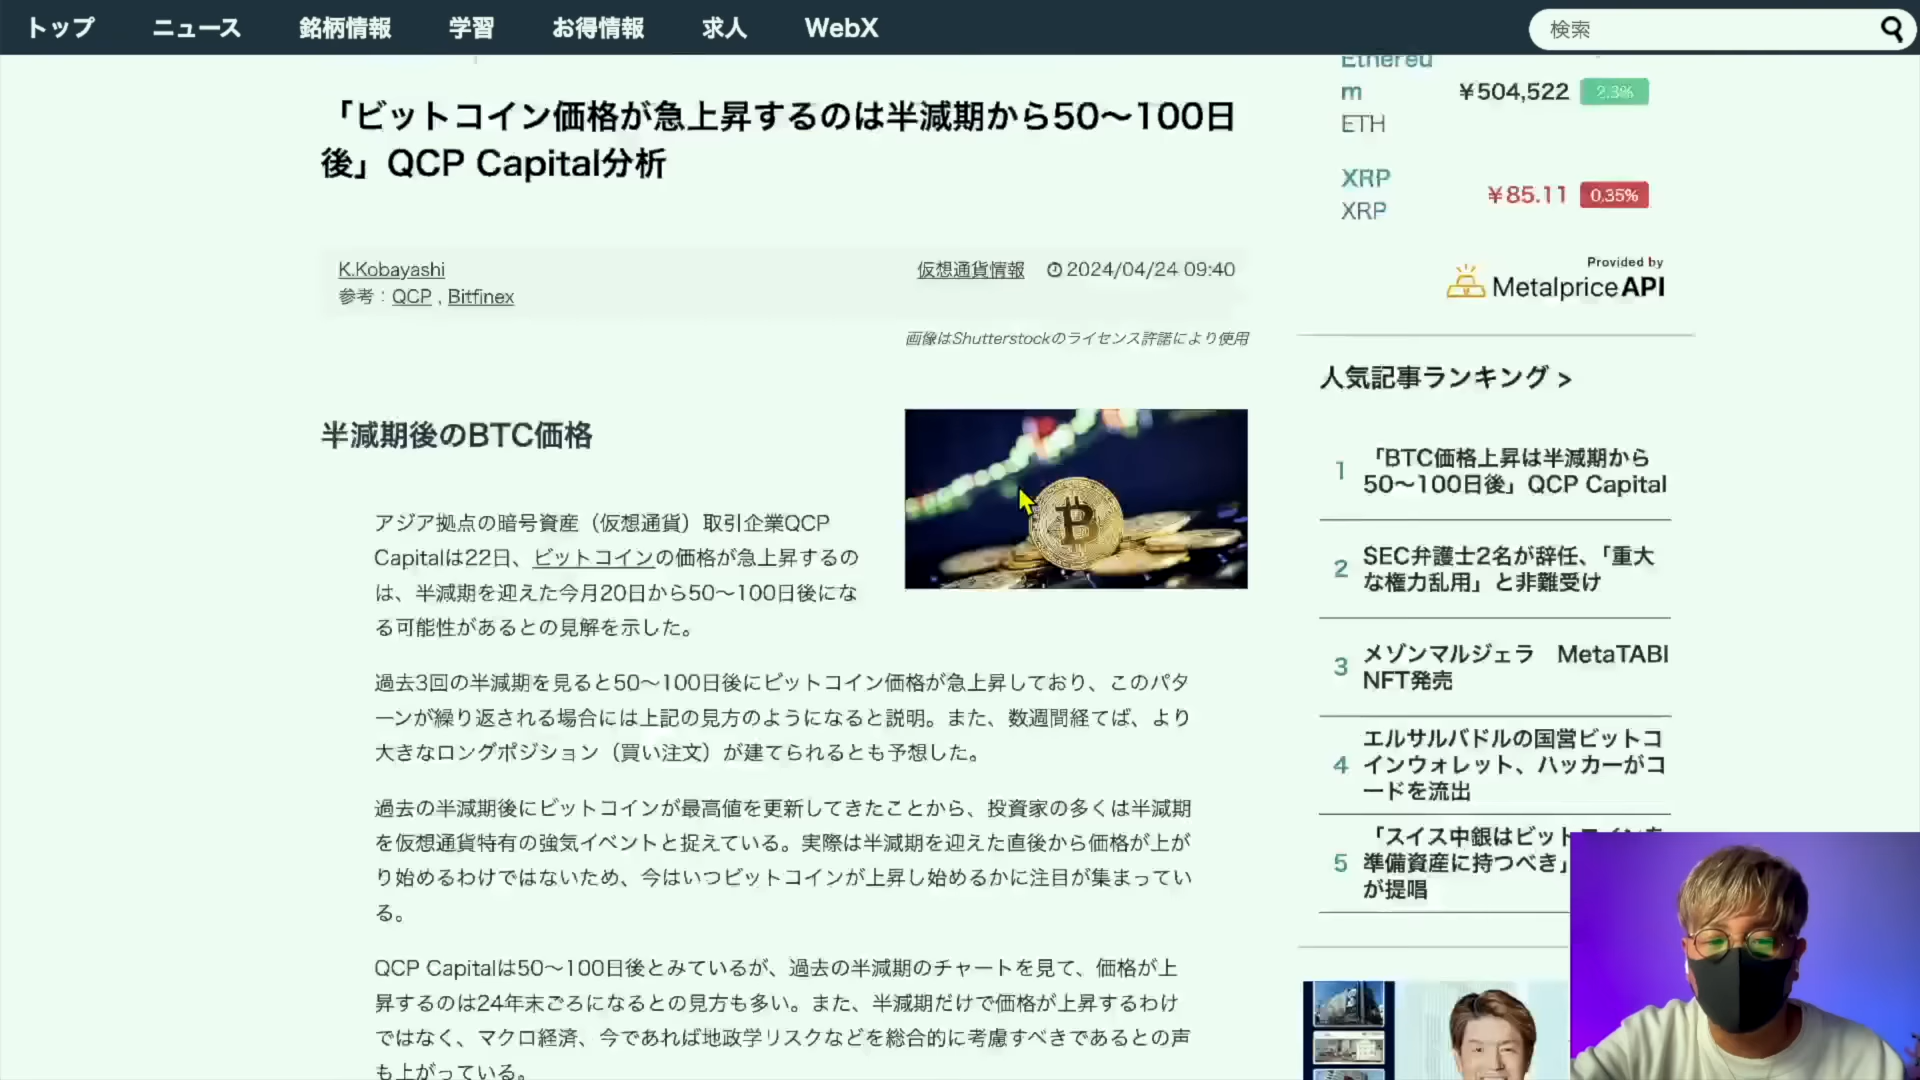 トップ ニュース 銘柄情報 学習 お得情報 求人 WebX 検索
「ビットコイン価格が急上昇するのは半減期から50〜100日
後」QCP Capital分析
K.Kobayashi
参考：QCP , Bitfinex
仮想通貨情報 2024/04/24 09:40
画像はShutterstockのライセンス許諾により使用
半減期後のBTC価格
アジア拠点の暗号資産（仮想通貨）取引企業QCP
Capitalは22日、ビットコインの価格が急上昇するの
は、半減期を迎えた今月20日から50〜100日後にな
る可能性があるとの見解を示した。
過去3回の半減期を見ると50〜100日後にビットコイン価格が急上昇しており、このパタ
ーンが繰り返される場合には上記の見方のようになると説明。また、数週間経てば、より
大きなロングポジション（買い注文）が建てられるとも予想した。
過去の半減期後にビットコインが最高値を更新してきたことから、投資家の多くは半減期
を仮想通貨特有の強気イベントと捉えている。実際は半減期を迎えた直後から価格が上が
り始めるわけではないため、今はいつビットコインが上昇し始めるかに注目が集まってい
る。
QCP Capitalは50〜100日後とみているが、過去の半減期のチャートを見て、価格が上
昇するのは24年末ごろになるとの見方も多い。また、半減期だけで価格が上昇するわけ
ではなく、マクロ経済、今であれば地政学リスクなどを総合的に考慮すべきであるとの声
も上がっている。
Ethereu
m
ETH
¥504,522 2.3%
XRP
XRP
¥85.11 0.35%
Provided by
MetalpriceAPI
人気記事ランキング >
1 「BTC価格上昇は半減期から
50〜100日後」QCP Capital
2 SEC弁護士2名が辞任、「重大
な権力乱用」と非難受け
3 メゾンマルジェラ MetaTABI
NFT発売
4 エルサルバドルの国営ビットコ
インウォレット、ハッカーがコ
ードを流出
5 「スイス中銀はビットコインを
準備資産に持つべき」
が提唱